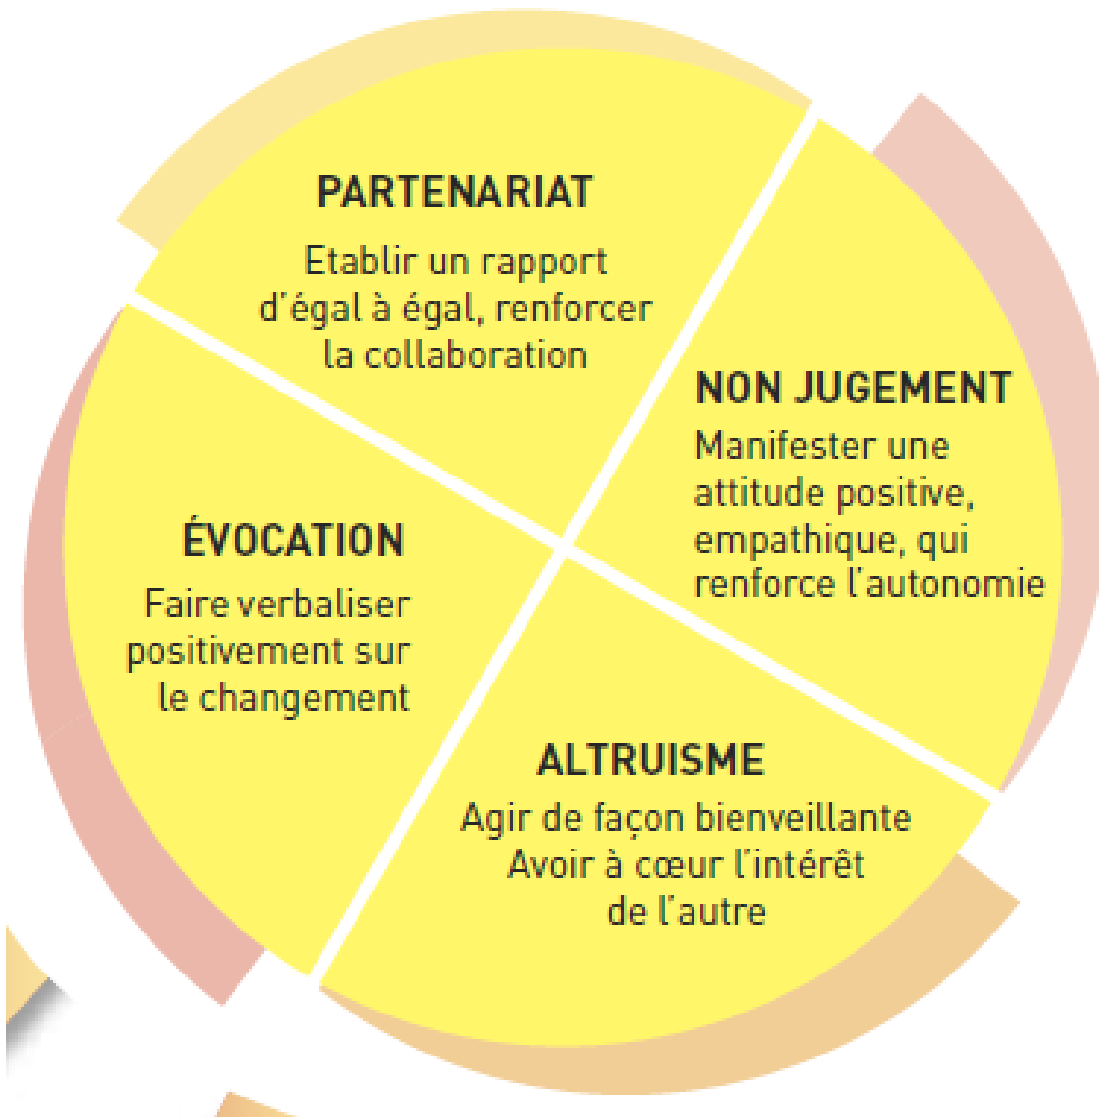 PARTENARIAT
Etablir un rapport
d'égal à égal, renforcer
la collaboration
NON JUGEMENT
Manifester une
attitude positive,
empathique, qui
renforce l'autonomie
ÉVOCATION
Faire verbaliser
positivement sur
le changement
ALTRUISME
Agir de façon bienveillante
Avoir à cœur l'intérêt
de l'autre